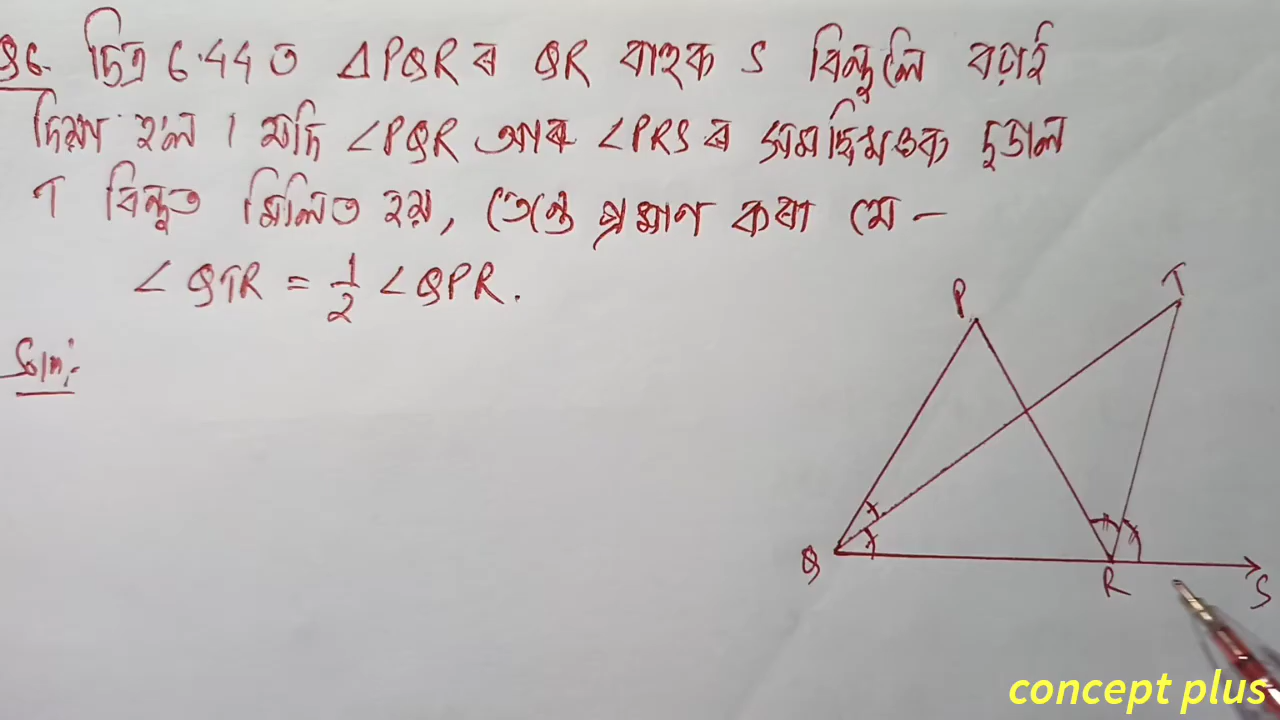 Q6. চিত্ৰ 6.44 ত △PQR ৰ QR বাহুক S বিন্দুলৈ বঢ়াই
দিয়া হ'ল । যদি ∠PQR আৰু ∠PRS ৰ সমদ্বিখণ্ডক দুডাল
T বিন্দুত মিলিত হয়, তেন্তে প্ৰমাণ কৰা যে –
∠QTR = 1/2 ∠QPR.
Soln:-
P
T
Q
R
S
concept plus